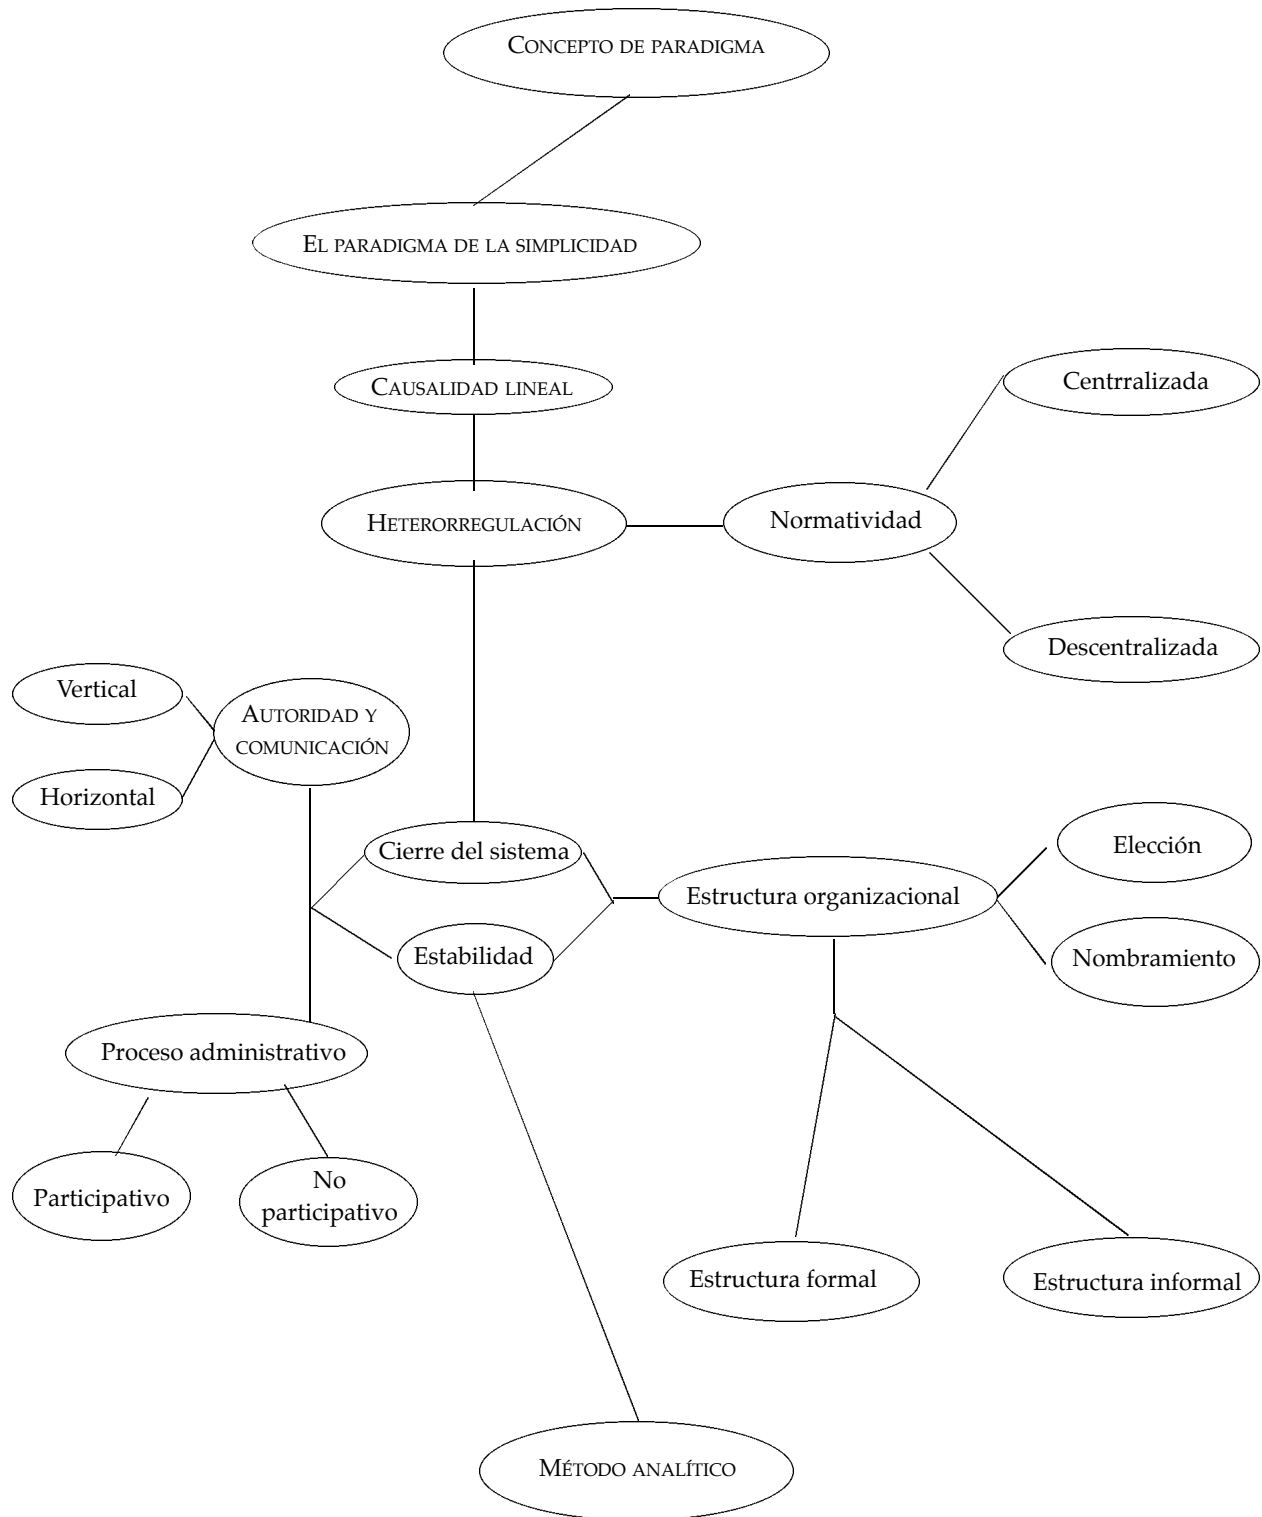 CONCEPTO DE PARADIGMA
EL PARADIGMA DE LA SIMPLICIDAD
CAUSALIDAD LINEAL
Centrralizada
HETERORREGULACIÓN
Normatividad
Descentralizada
Vertical
AUTORIDAD Y
COMUNICACIÓN
Horizontal
Cierre del sistema
Elección
Estructura organizacional
Estabilidad
Nombramiento
Proceso administrativo
Participativo
No
participativo
Estructura formal
Estructura informal
MÉTODO ANALÍTICO